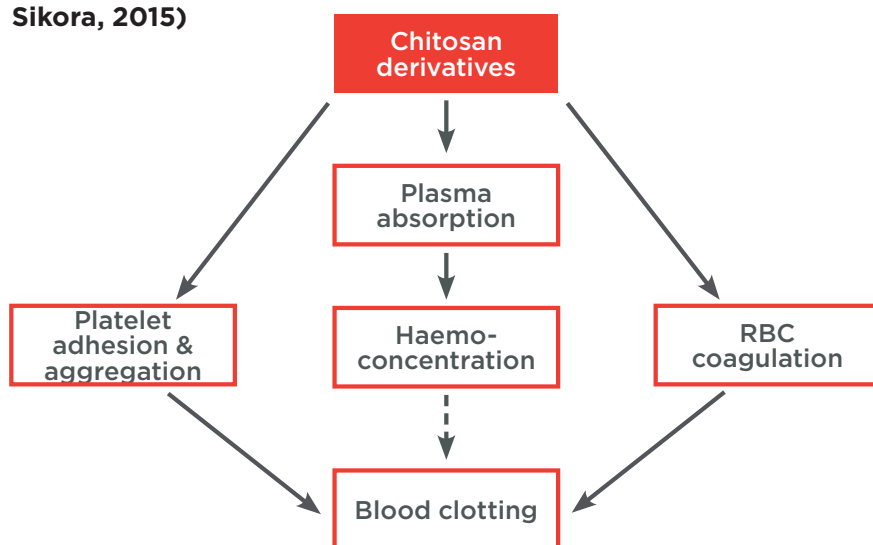 Sikora, 2015)
Chitosan
derivatives
Plasma
absorption
Platelet
adhesion &
aggregation
Haemo-
concentration
RBC
coagulation
Blood clotting